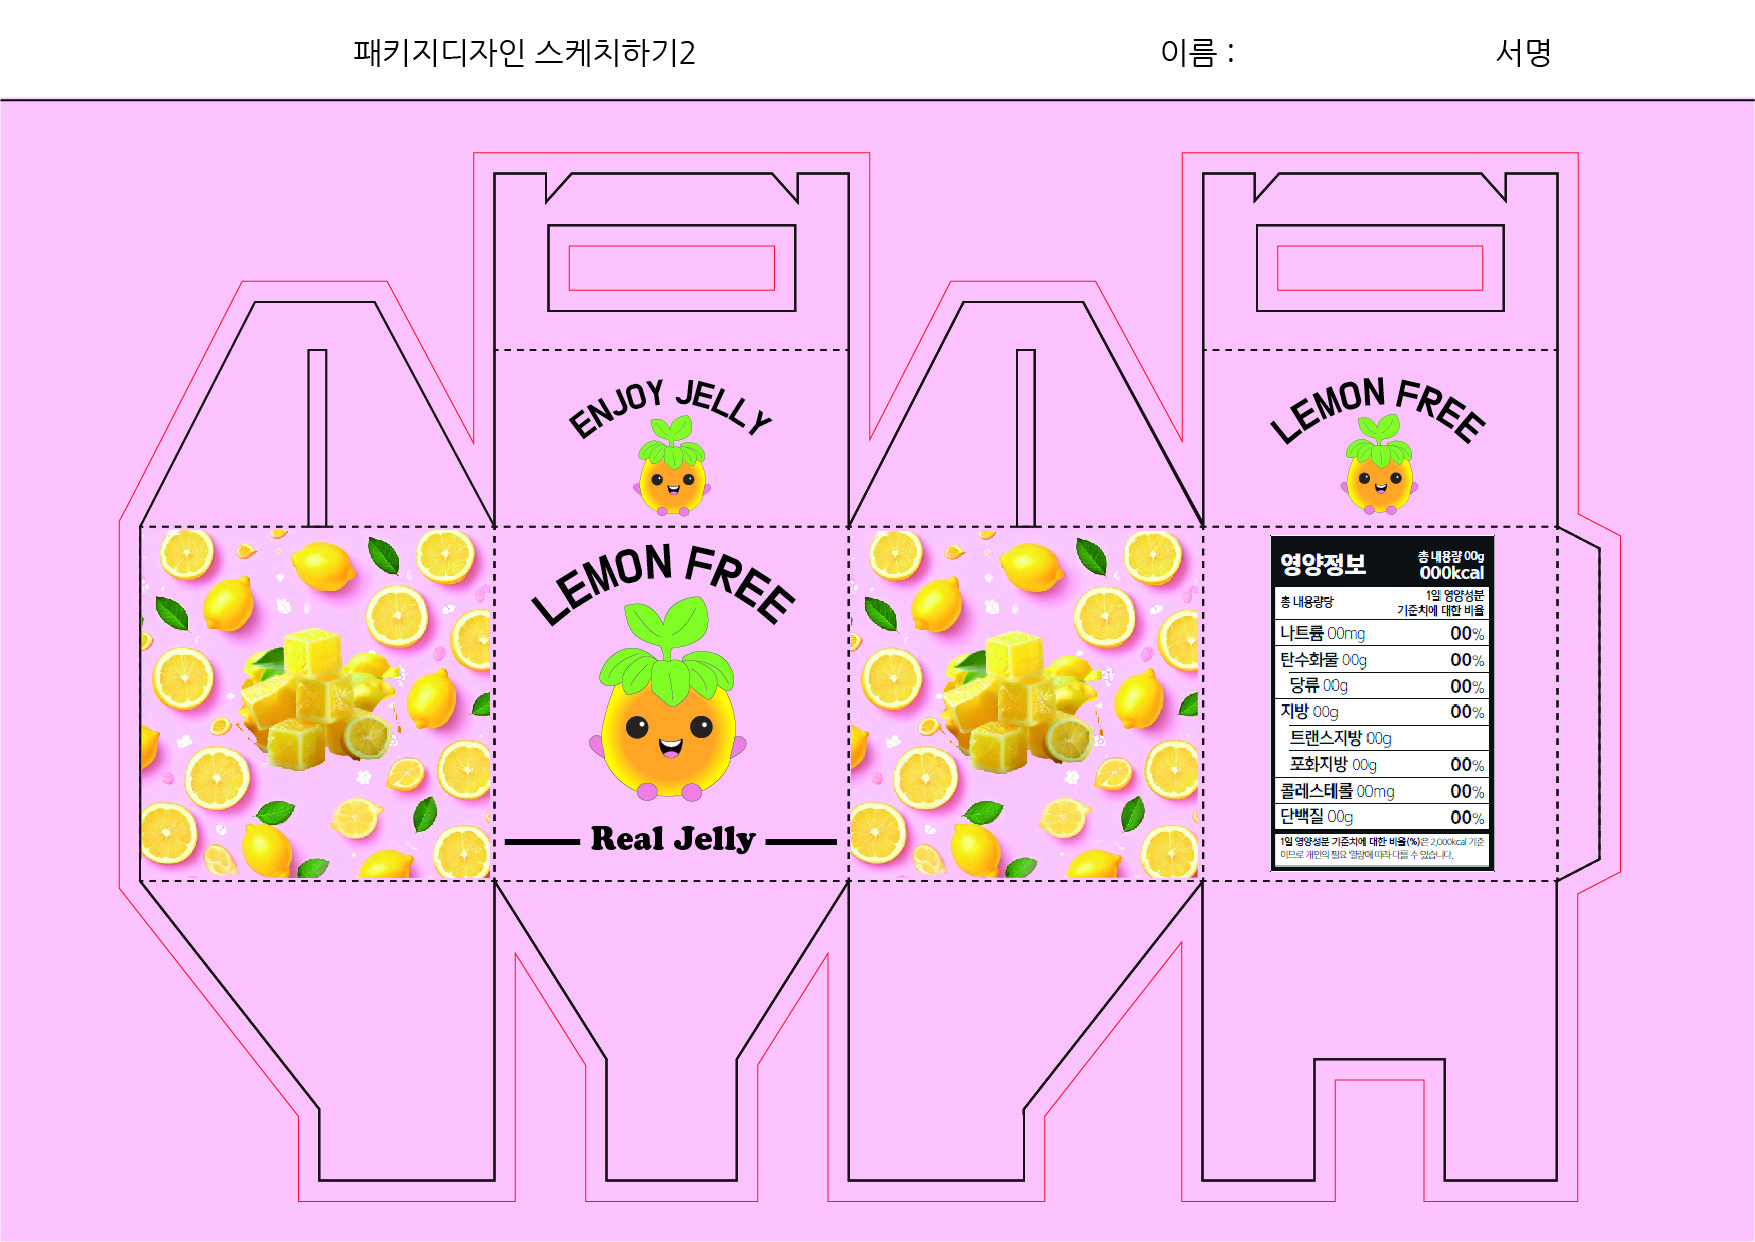 패키지디자인 스케치하기2
이름 :
서명
ENJOY JELLY
LEMON FREE
LEMON FREE
Real Jelly
영양정보
총 내용량 00g
000kcal
총 내용량당
1일 영양성분
기준치에 대한 비율
나트륨 00mg 00%
탄수화물 00g 00%
당류 00g 00%
지방 00g 00%
트랜스지방 00g
포화지방 00g 00%
콜레스테롤 00mg 00%
단백질 00g 00%
1일 영양성분 기준치에 대한 비율(%)은 2,000kcal 기준
이므로 개인의 필요 열량에 따라 다를 수 있습니다.